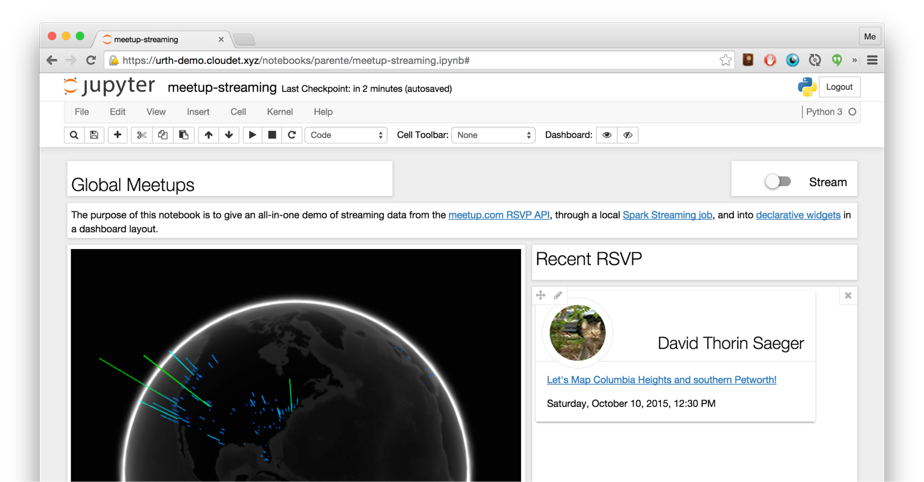 meetup-streaming
Me
https://urth-demo.cloudet.xyz/notebooks/parente/meetup-streaming.ipynb#
jupyter meetup-streaming Last Checkpoint: in 2 minutes (autosaved)
Logout
File Edit View Insert Cell Kernel Help
Python 3
Code
Cell Toolbar: None
Dashboard:
Global Meetups
Stream
The purpose of this notebook is to give an all-in-one demo of streaming data from the meetup.com RSVP API, through a local Spark Streaming job, and into declarative widgets in
a dashboard layout.
Recent RSVP
David Thorin Saeger
Let's Map Columbia Heights and southern Petworth!
Saturday, October 10, 2015, 12:30 PM